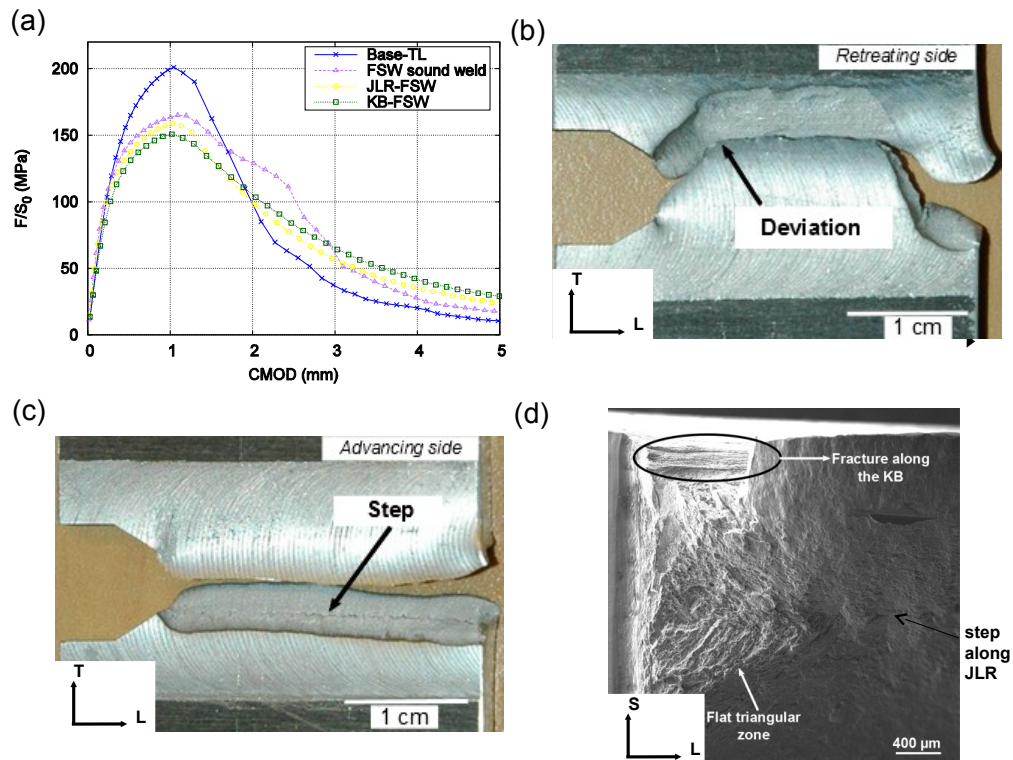 (a)
Base-TL
FSW sound weld
JLR-FSW
KB-FSW
200
150
100
50
0
F/S₀ (MPa)
0
1
2
3
4
5
CMOD (mm)
(b)
Retreating side
Deviation
T
L
1 cm
(c)
Advancing side
Step
T
L
1 cm
(d)
Fracture along
the KB
step
along
JLR
Flat triangular
zone
S
L
400 µm